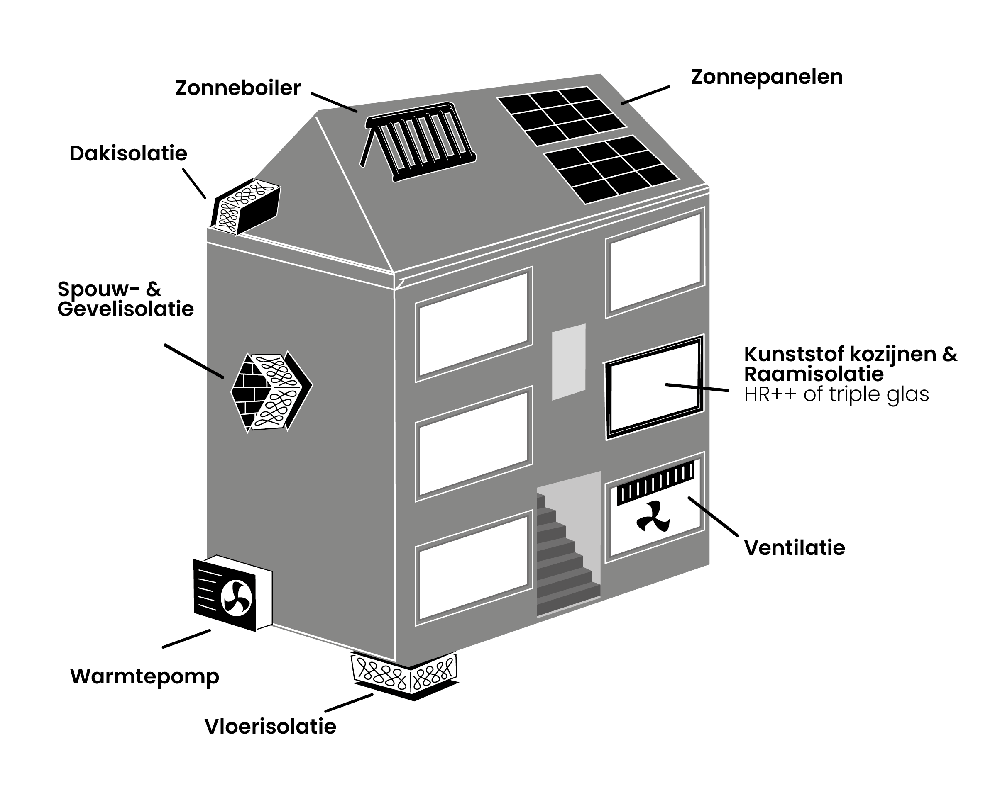 Zonneboiler
Zonnepanelen
Dakisolatie
Spouw- &
Gevelisolatie
Kunststof kozijnen &
Raamisolatie
HR++ of triple glas
Ventilatie
Warmtepomp
Vloerisolatie